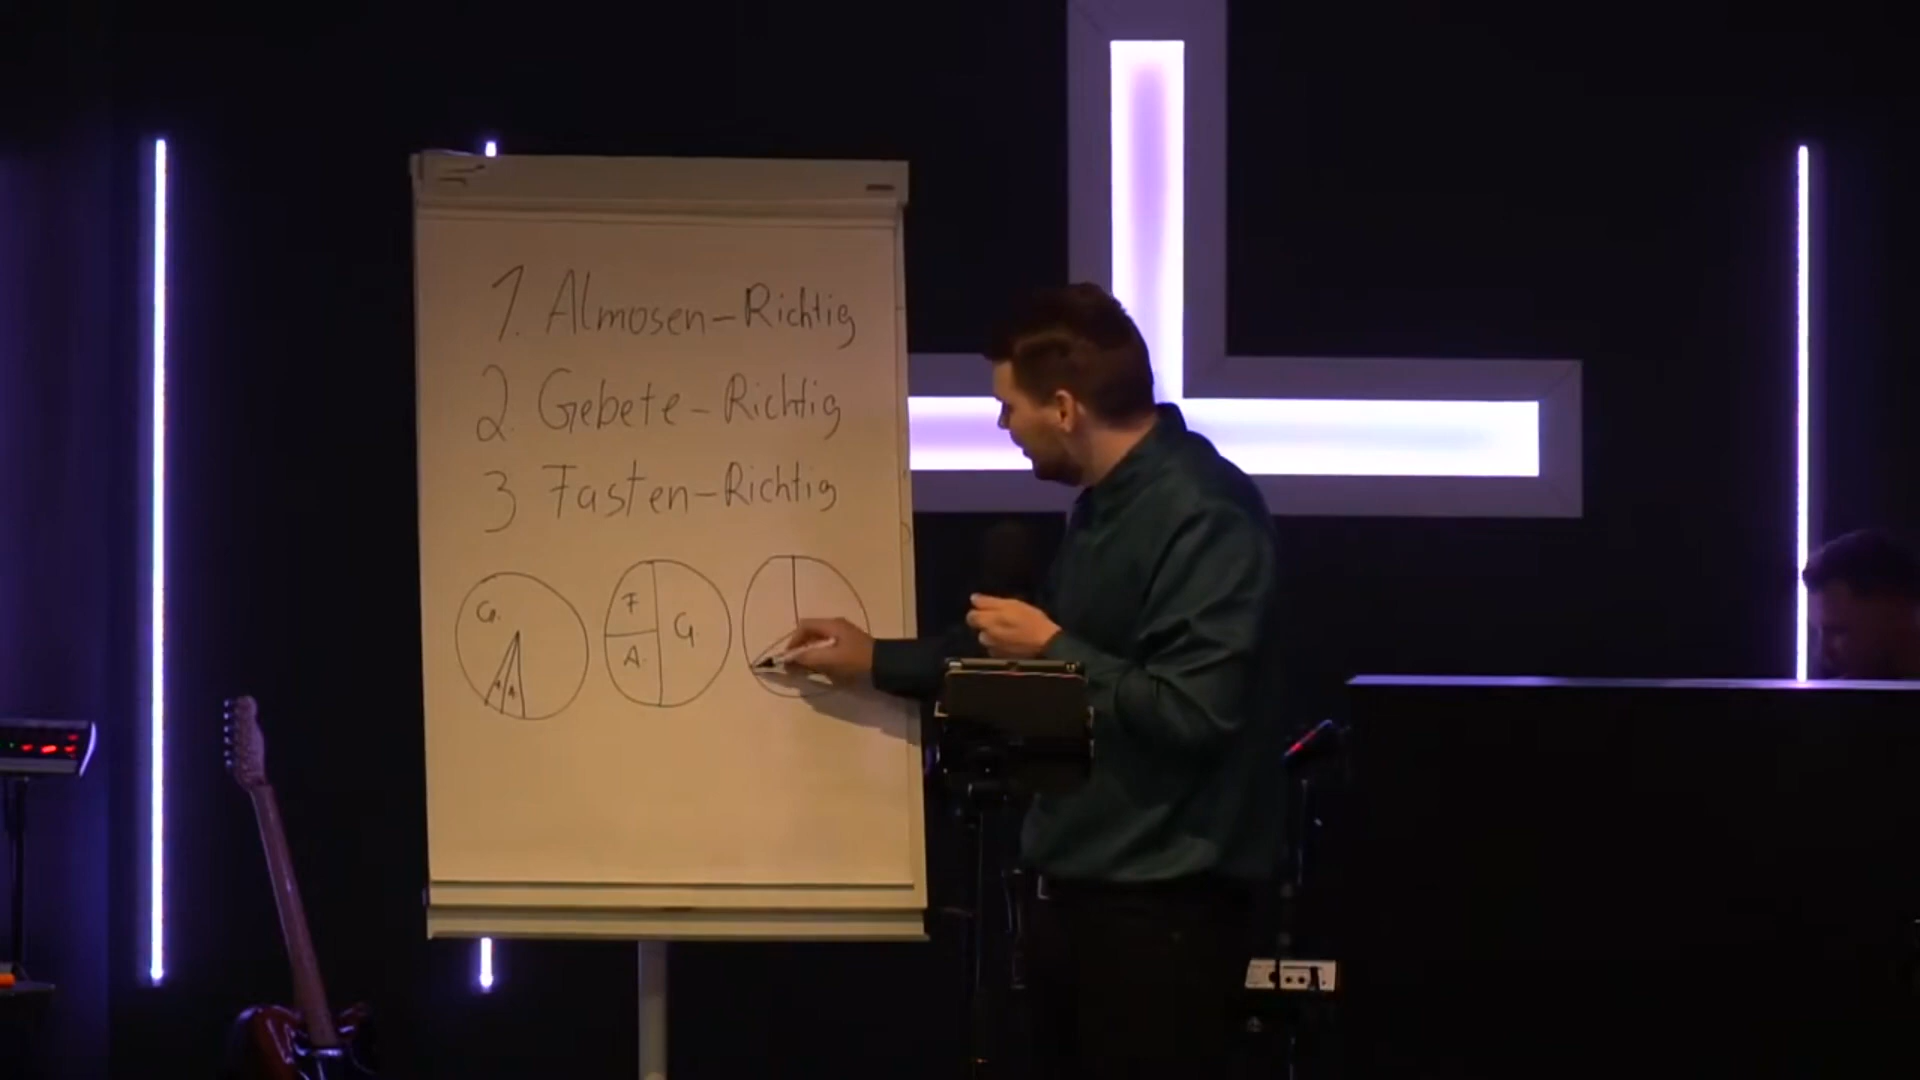 1. Almosen-Richtig
2. Gebete-Richtig
3 Fasten-Richtig
G.
F
G.
A.